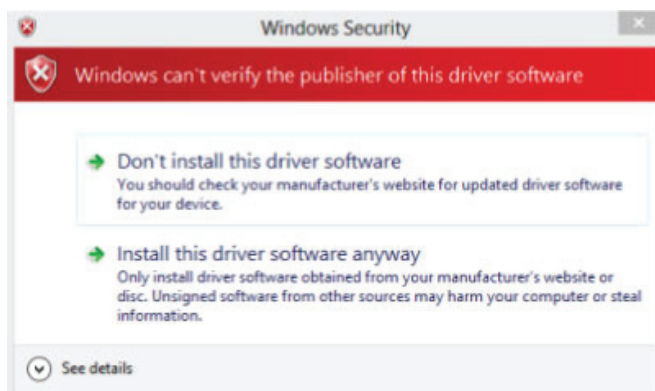 Windows Security
Windows can't verify the publisher of this driver software
Don't install this driver software
You should check your manufacturer's website for updated driver software
for your device.
Install this driver software anyway
Only install driver software obtained from your manufacturer's website or
disc. Unsigned software from other sources may harm your computer or steal
information.
See details